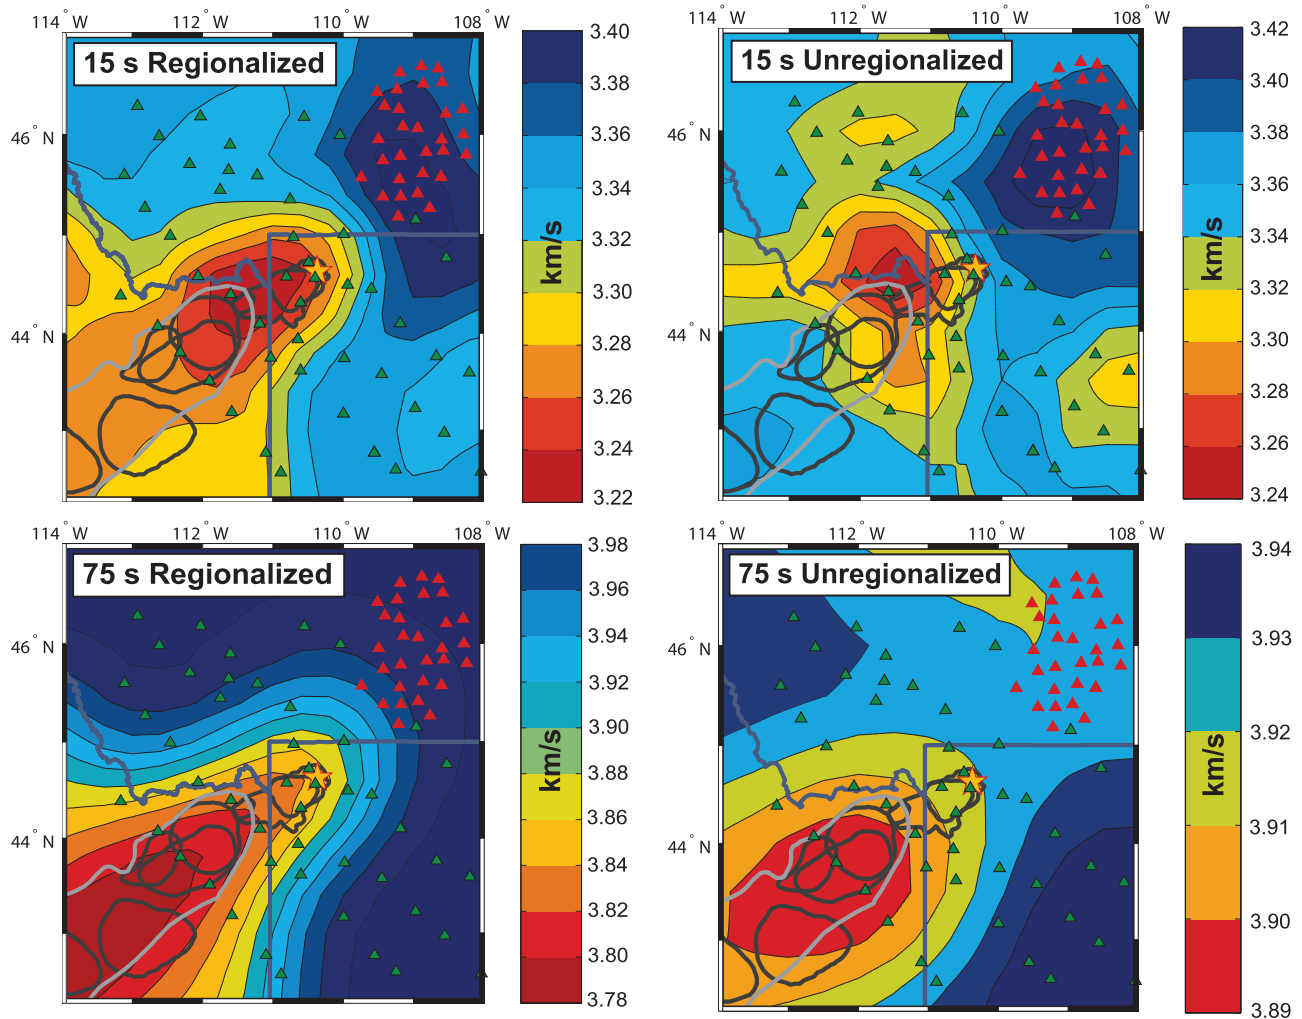 114 ° W 112 ° W 110 ° W 108 ° W
15 s Regionalized
46 ° N
44 ° N
3.40
3.38
3.36
3.34
3.32
3.30
3.28
3.26
3.24
3.22
km/s
114 ° W 112 ° W 110 ° W 108 ° W
15 s Unregionalized
46 ° N
44 ° N
3.42
3.40
3.38
3.36
3.34
3.32
3.30
3.28
3.26
3.24
km/s
114 ° W 112 ° W 110 ° W 108 ° W
75 s Regionalized
46 ° N
44 ° N
3.98
3.96
3.94
3.92
3.90
3.88
3.86
3.84
3.82
3.80
3.78
km/s
114 ° W 112 ° W 110 ° W 108 ° W
75 s Unregionalized
46 ° N
44 ° N
3.94
3.93
3.92
3.91
3.90
3.89
km/s